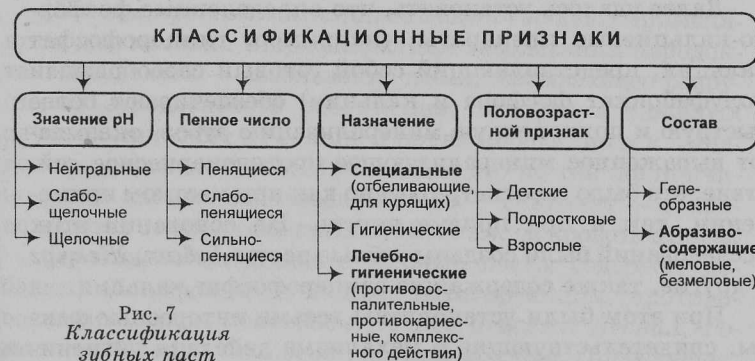 КЛАССИФИКАЦИОННЫЕ ПРИЗНАКИ
Значение pH
Нейтральные
Слабо-
щелочные
Щелочные
Пенное число
Пенящиеся
Слабо-
пенящиеся
Сильно-
пенящиеся
Назначение
Специальные
(отбеливающие,
для курящих)
Гигиенические
Лечебно-
гигиенические
(противовос-
палительные,
противокариес-
ные, комплекс-
ного действия)
Половозраст-
ной признак
Детские
Подростковые
Взрослые
Состав
Геле-
образные
Абразиво-
содержащие
(меловые,
безмеловые)
Рис. 7
Классификация
зубных паст